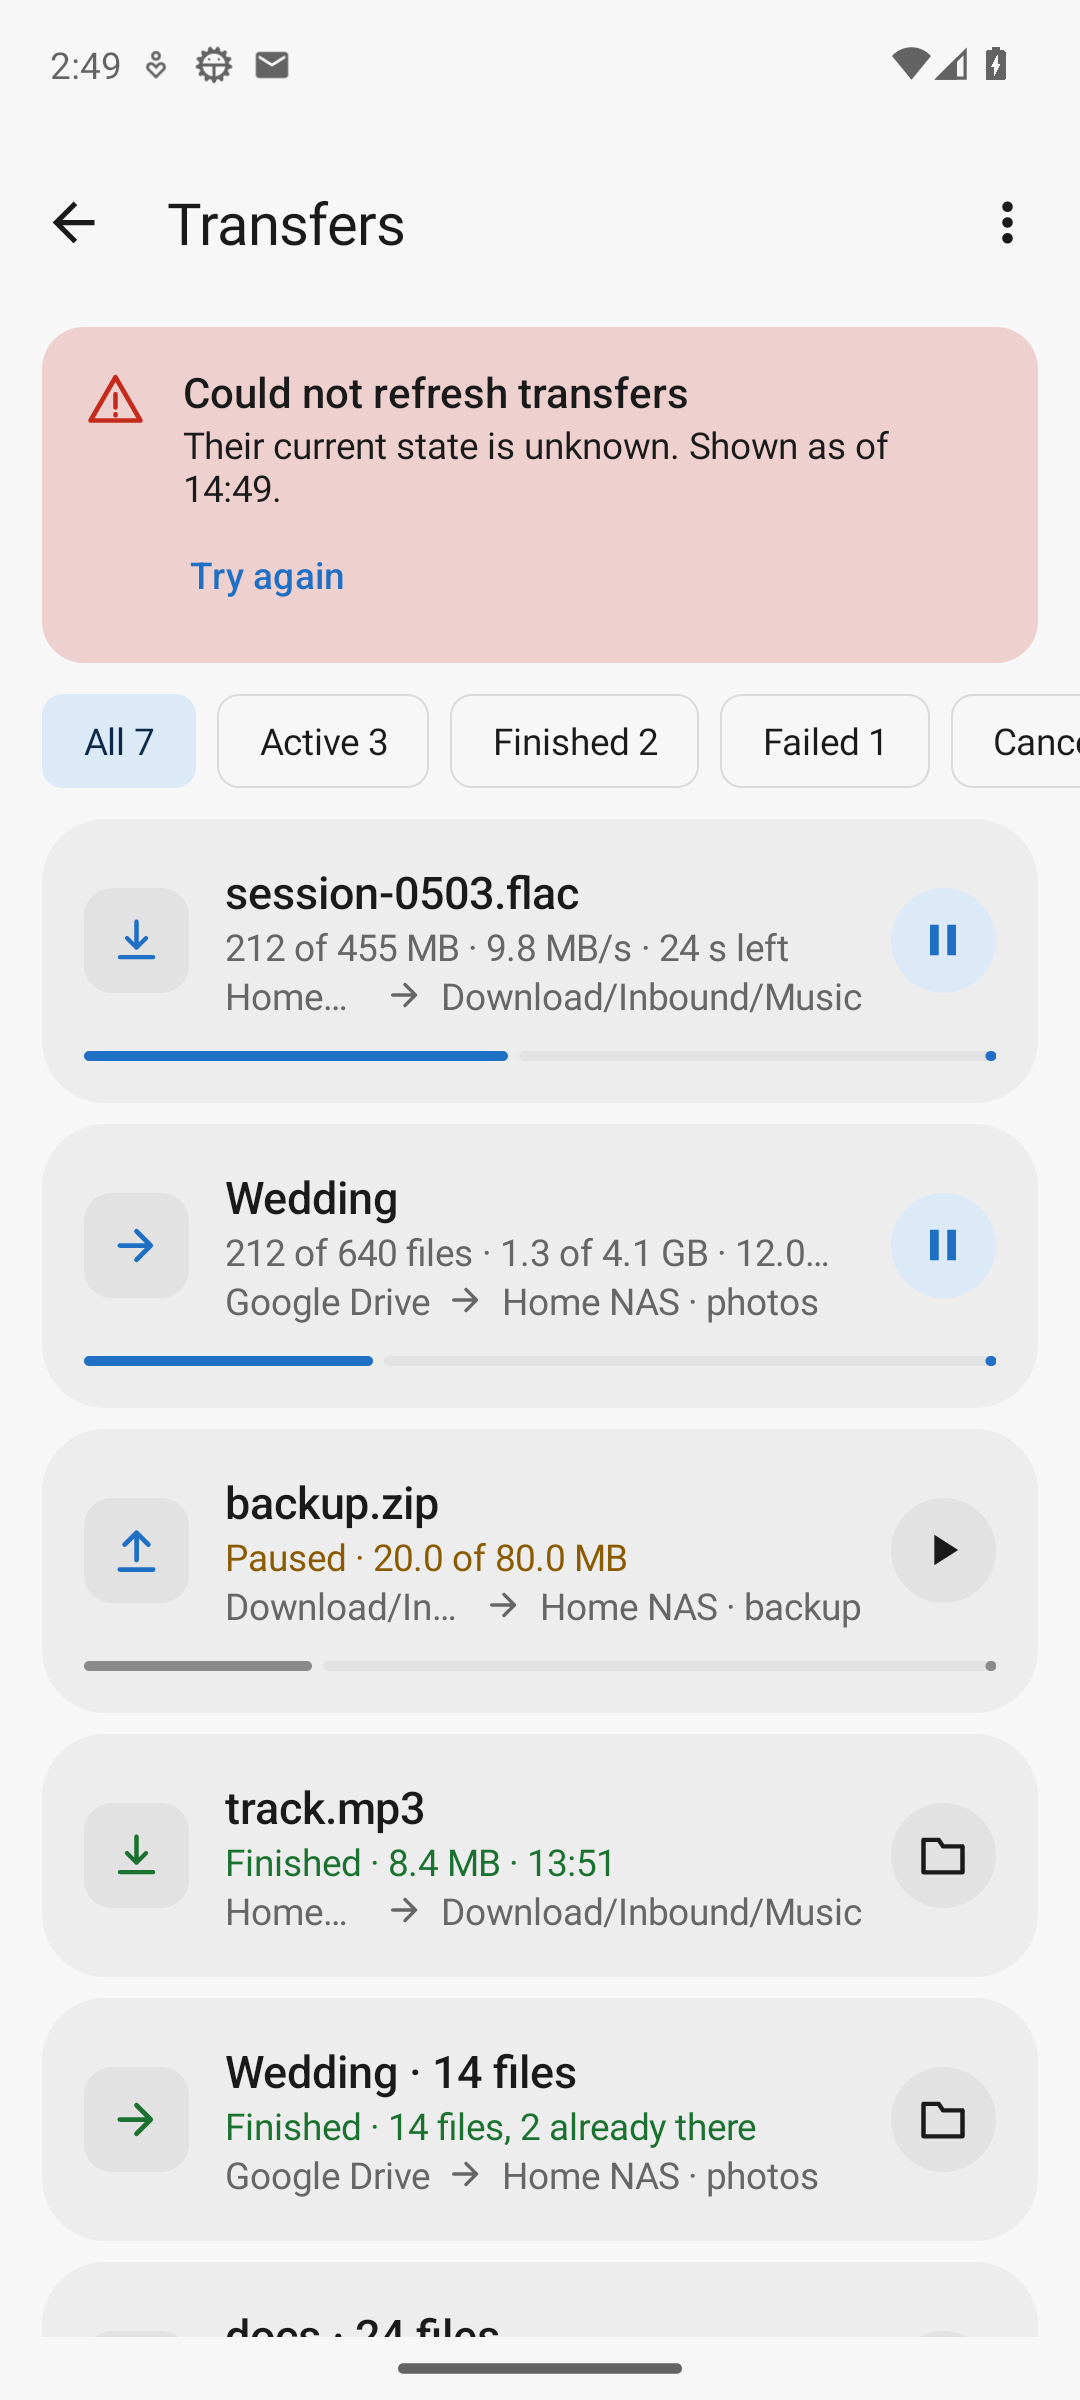 2:49
Transfers
Could not refresh transfers
Their current state is unknown. Shown as of
14:49.
Try again
All 7
Active 3
Finished 2
Failed 1
Canc
session-0503.flac
212 of 455 MB · 9.8 MB/s · 24 s left
Home… → Download/Inbound/Music
Wedding
212 of 640 files · 1.3 of 4.1 GB · 12.0…
Google Drive → Home NAS · photos
backup.zip
Paused · 20.0 of 80.0 MB
Download/In… → Home NAS · backup
track.mp3
Finished · 8.4 MB · 13:51
Home… → Download/Inbound/Music
Wedding · 14 files
Finished · 14 files, 2 already there
Google Drive → Home NAS · photos
docs · 24 files